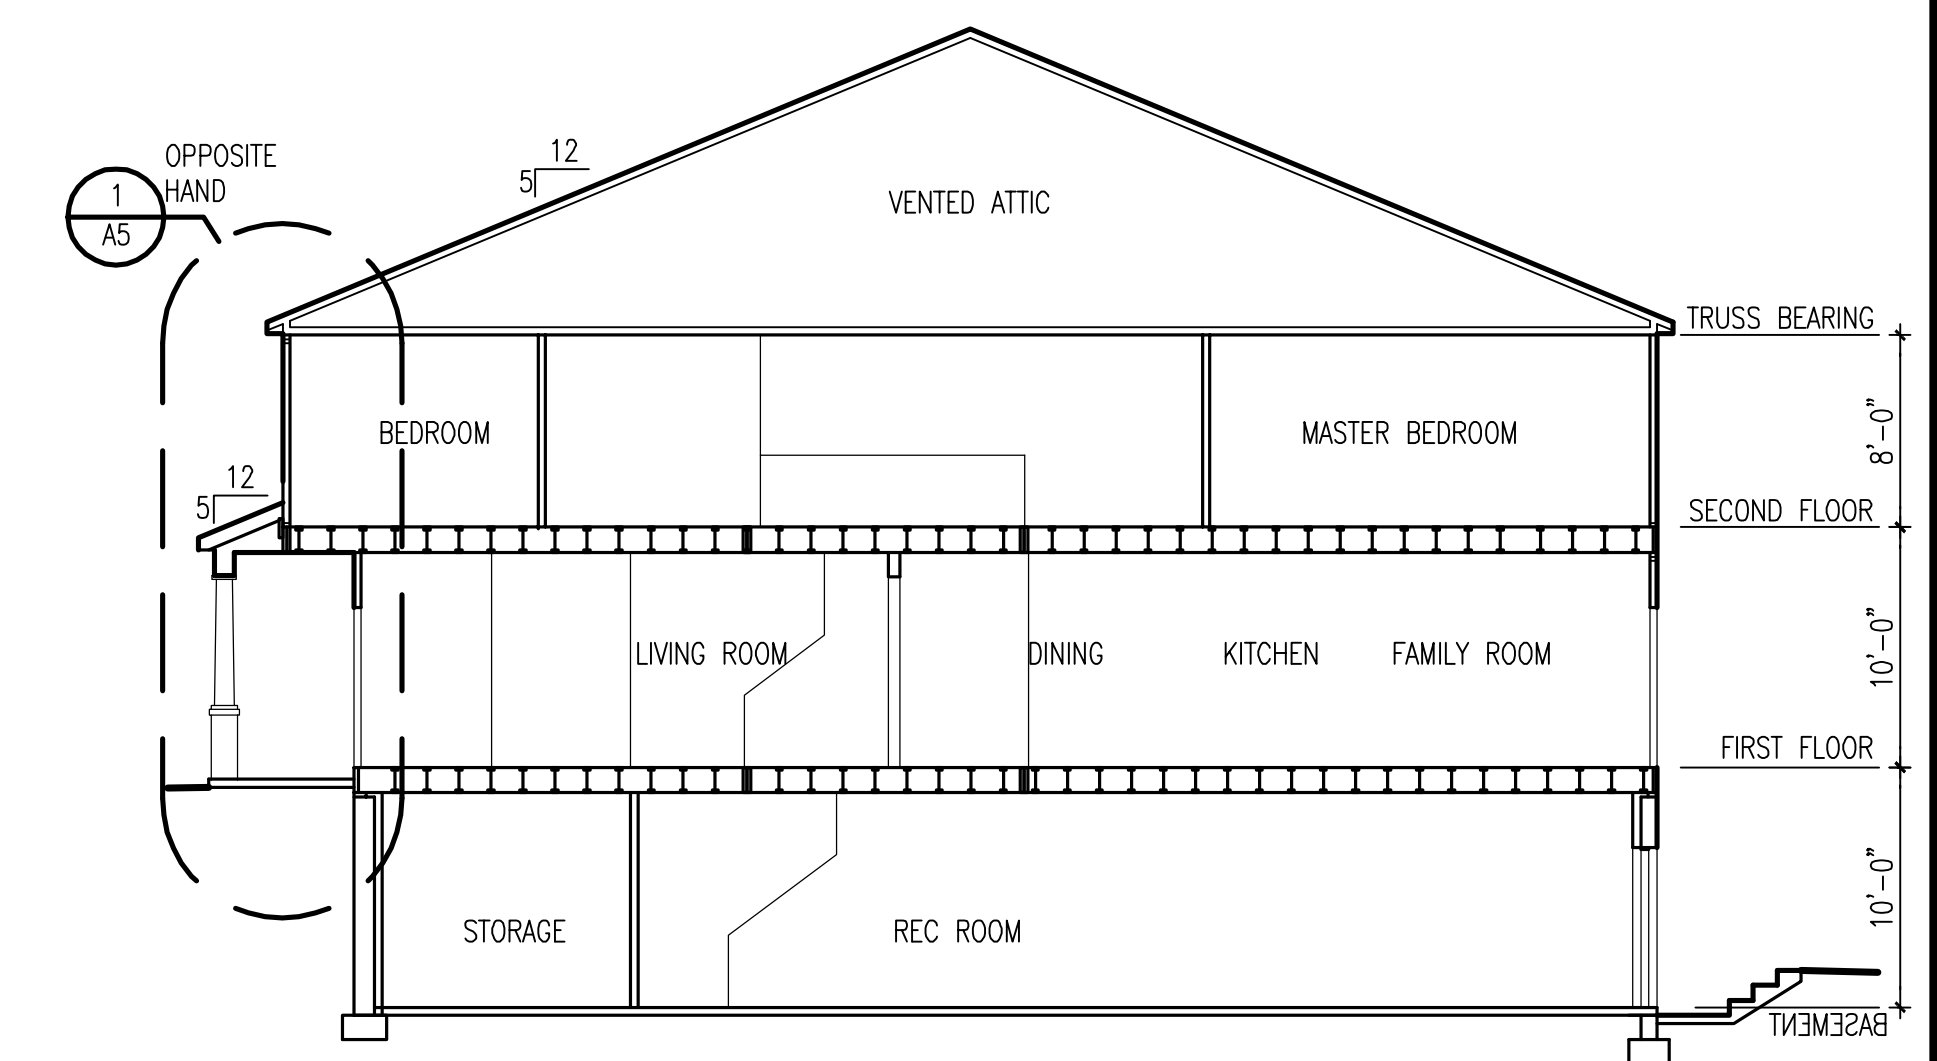 OPPOSITE
HAND
1
A5
12
5
VENTED ATTIC
TRUSS BEARING
BEDROOM
MASTER BEDROOM
8'-0"
12
5
SECOND FLOOR
LIVING ROOM
DINING
KITCHEN
FAMILY ROOM
10'-0"
FIRST FLOOR
STORAGE
REC ROOM
10'-0"
BASEMENT